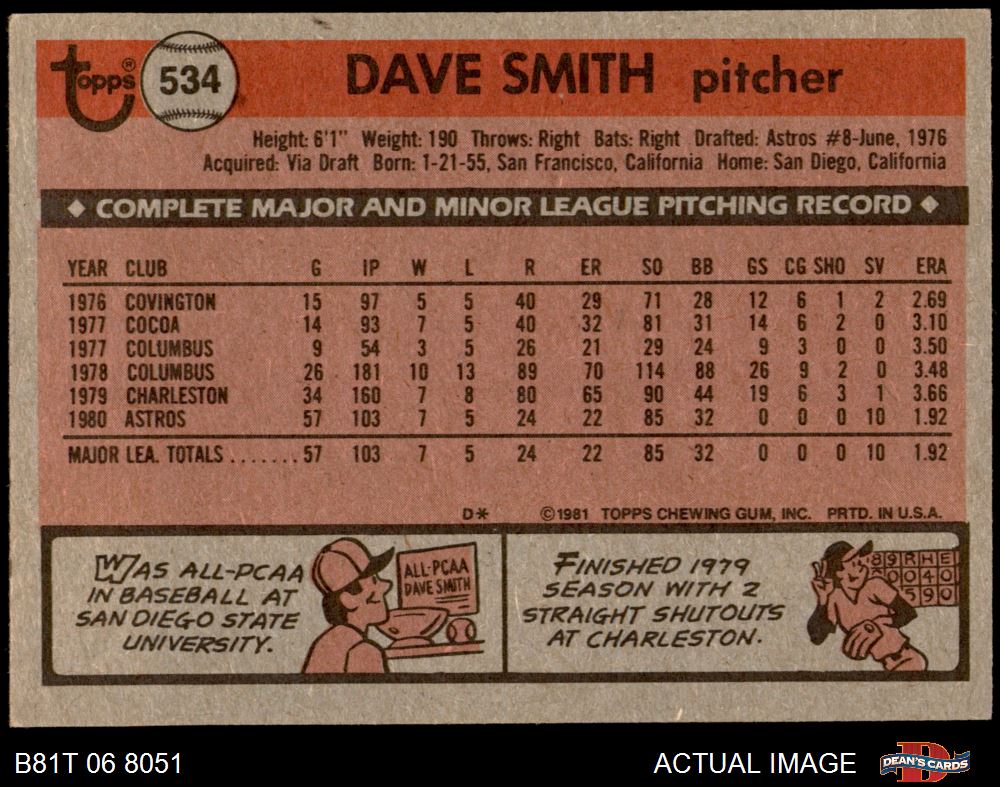 Topps®
534
DAVE SMITH pitcher
Height: 6'1" Weight: 190 Throws: Right Bats: Right Drafted: Astros #8-June, 1976
Acquired: Via Draft Born: 1-21-55, San Francisco, California Home: San Diego, California
◆ COMPLETE MAJOR AND MINOR LEAGUE PITCHING RECORD ◆
YEAR CLUB G IP W L R ER SO BB GS CG SHO SV ERA
1976 COVINGTON 15 97 5 5 40 29 71 28 12 6 1 2 2.69
1977 COCOA 14 93 7 5 40 32 81 31 14 6 2 0 3.10
1977 COLUMBUS 9 54 3 5 26 21 29 24 9 3 0 0 3.50
1978 COLUMBUS 26 181 10 13 89 70 114 88 26 9 2 0 3.48
1979 CHARLESTON 34 160 7 8 80 65 90 44 19 6 3 1 3.66
1980 ASTROS 57 103 7 5 24 22 85 32 0 0 0 10 1.92
MAJOR LEA. TOTALS.......57 103 7 5 24 22 85 32 0 0 0 10 1.92
D* ©1981 TOPPS CHEWING GUM, INC. PRTD. IN U.S.A.
WAS ALL-PCAA
IN BASEBALL AT
SAN DIEGO STATE
UNIVERSITY.
ALL-PCAA
DAVE SMITH
FINISHED 1979
SEASON WITH 2
STRAIGHT SHUTOUTS
AT CHARLESTON.
89RHE
00040
590
B81T 06 8051
ACTUAL IMAGE
DEAN'S CARDS